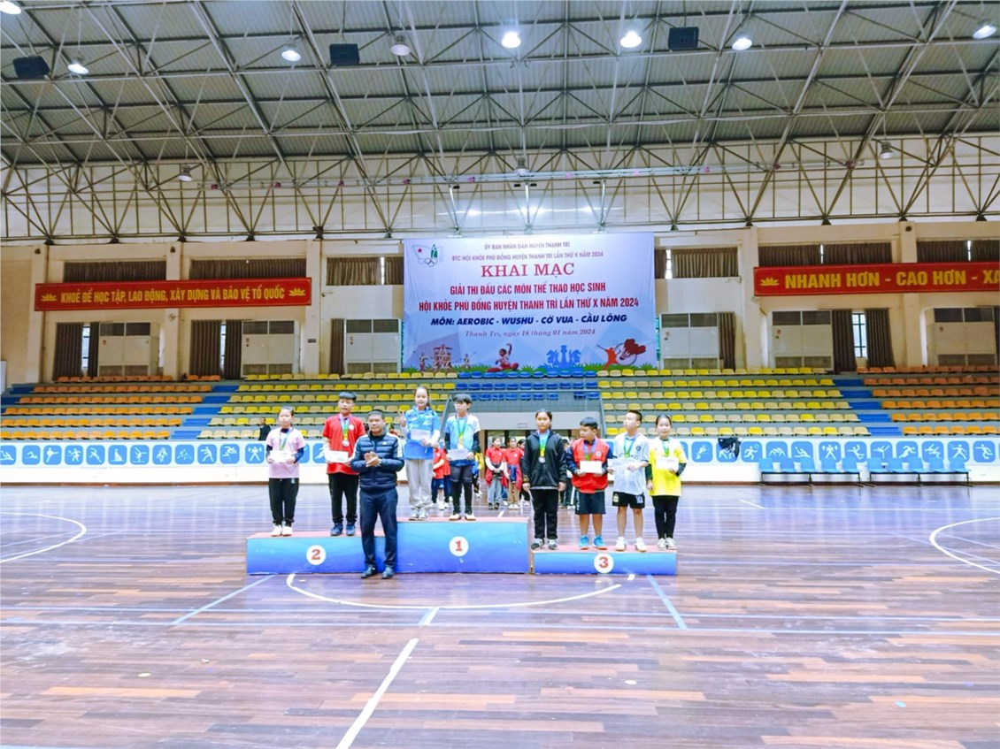 ỦY BAN NHÂN DÂN HUYỆN THANH TRÌ
BTC HỘI KHỎE PHÙ ĐỔNG HUYỆN THANH TRÌ LẦN THỨ X NĂM 2024
KHAI MẠC
GIẢI THI ĐẤU CÁC MÔN THỂ THAO HỌC SINH
HỘI KHỎE PHÙ ĐỔNG HUYỆN THANH TRÌ LẦN THỨ X NĂM 2024
MÔN: AEROBIC - WUSHU - CỜ VUA - CẦU LÔNG
Thanh Trì, ngày 18 tháng 01 năm 2024
KHOẺ ĐỂ HỌC TẬP, LAO ĐỘNG, XÂY DỰNG VÀ BẢO VỆ TỔ QUỐC
NHANH HƠN - CAO HƠN - XA
2
1
3